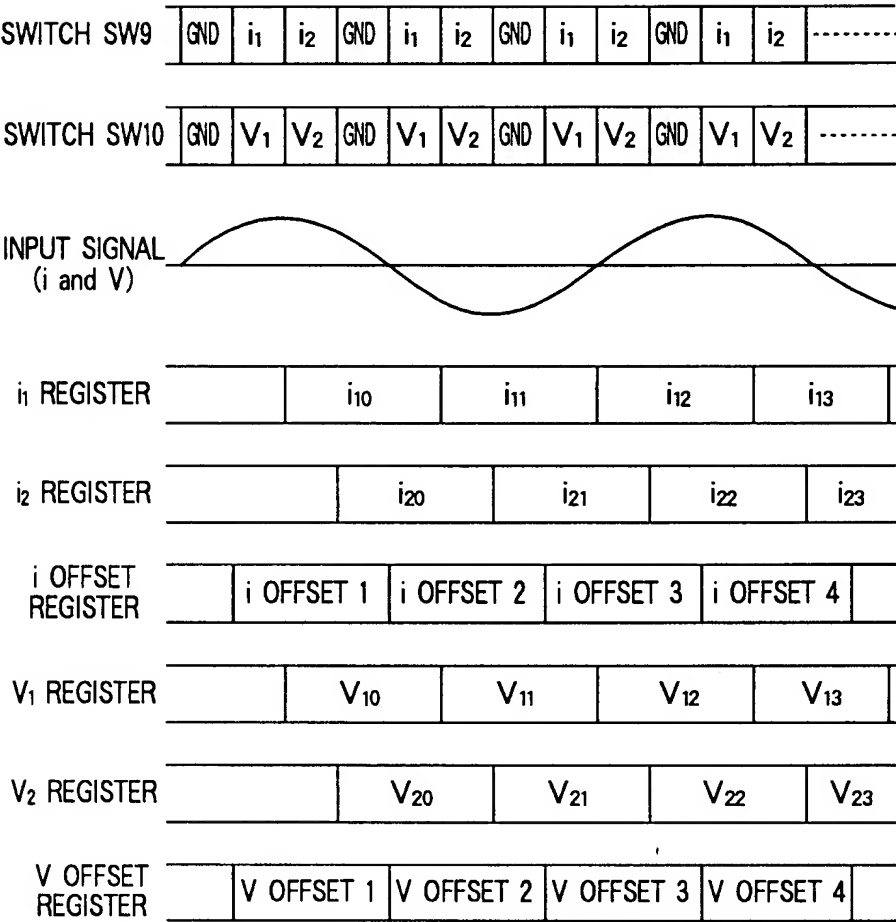 SWITCH SW9 GND i1 i2 GND i1 i2 GND i1 i2 GND i1 i2
SWITCH SW10 GND V1 V2 GND V1 V2 GND V1 V2 GND V1 V2
INPUT SIGNAL
(i and V)
i1 REGISTER i10 i11 i12 i13
i2 REGISTER i20 i21 i22 i23
i OFFSET
REGISTER
i OFFSET 1 i OFFSET 2 i OFFSET 3 i OFFSET 4
V1 REGISTER V10 V11 V12 V13
V2 REGISTER V20 V21 V22 V23
V OFFSET
REGISTER
V OFFSET 1 V OFFSET 2 V OFFSET 3 V OFFSET 4